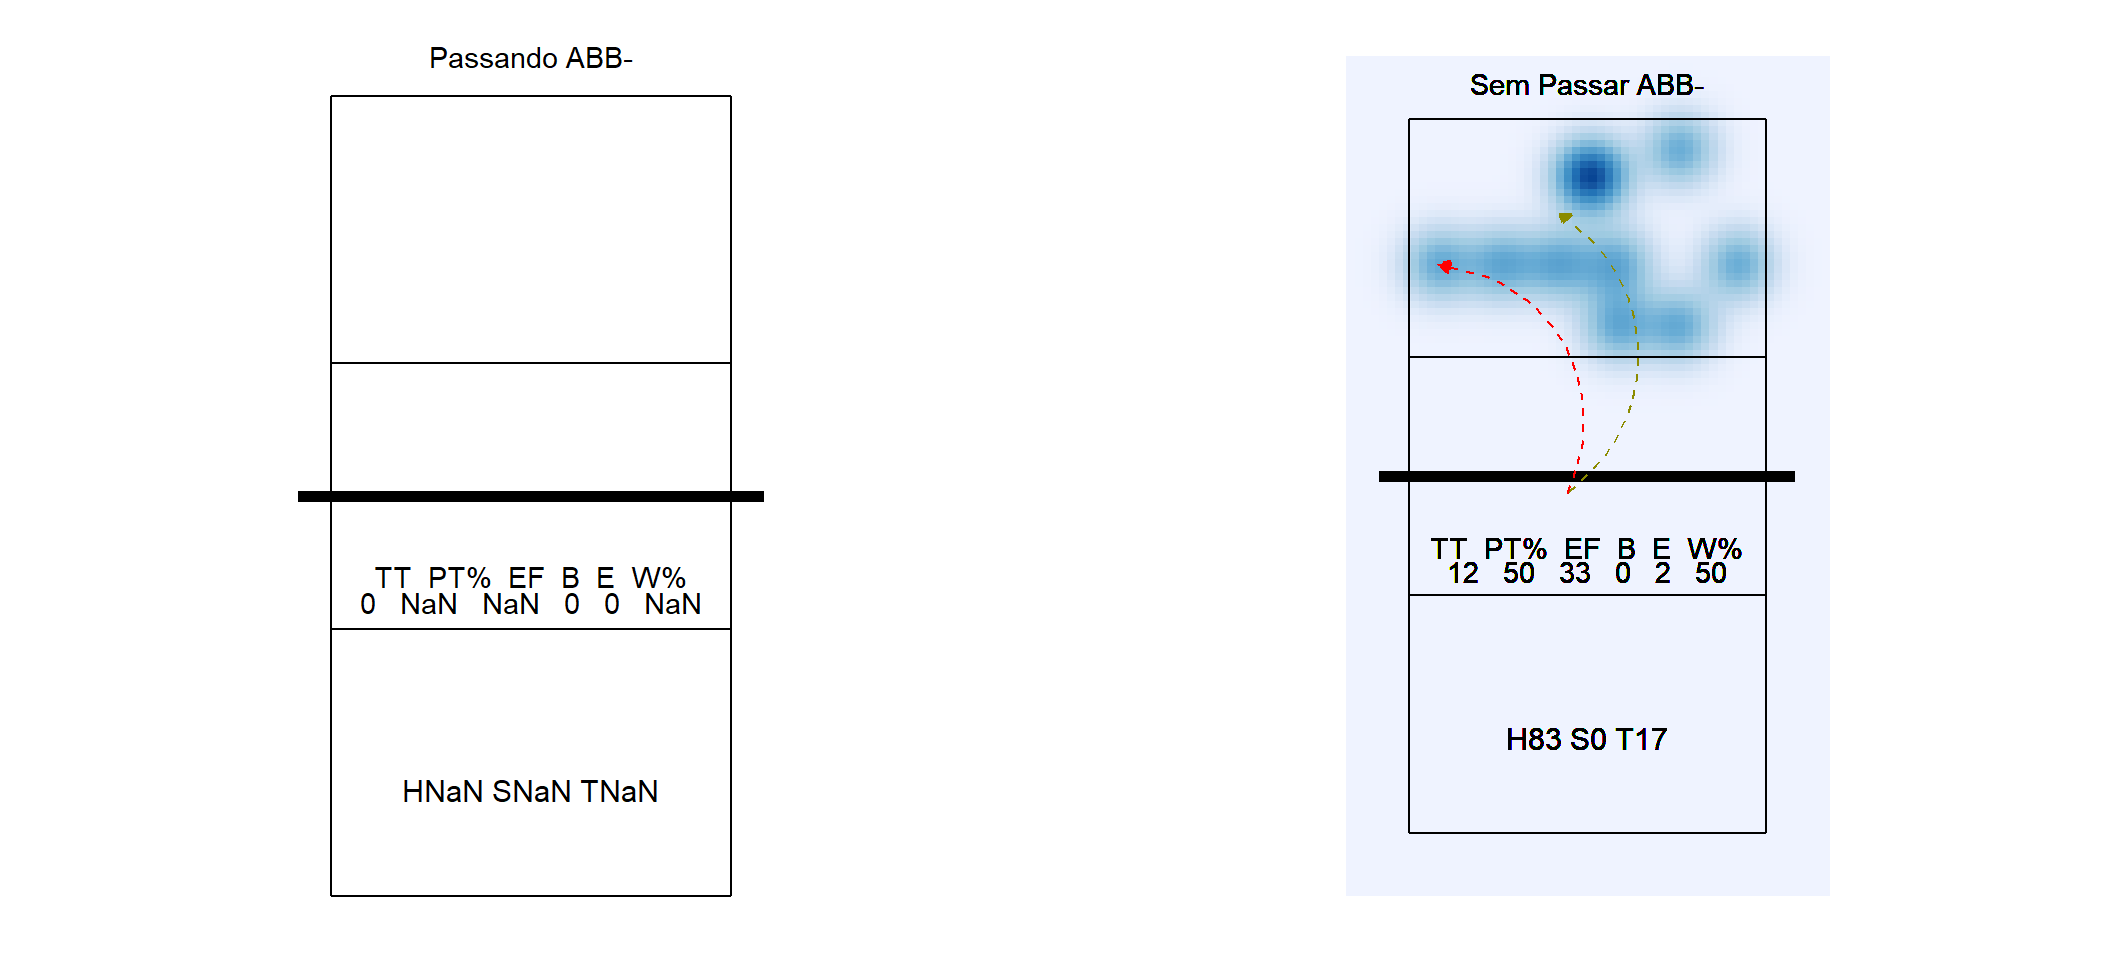 Passando ABB-
TT PT% EF B E W%
0 NaN NaN 0 0 NaN
HNaN SNaN TNaN
Sem Passar ABB-
TT PT% EF B E W%
12 50 33 0 2 50
H83 S0 T17